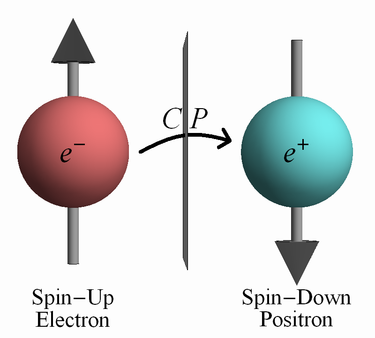 C P
e⁻
e⁺
Spin−Up
Electron
Spin−Down
Positron